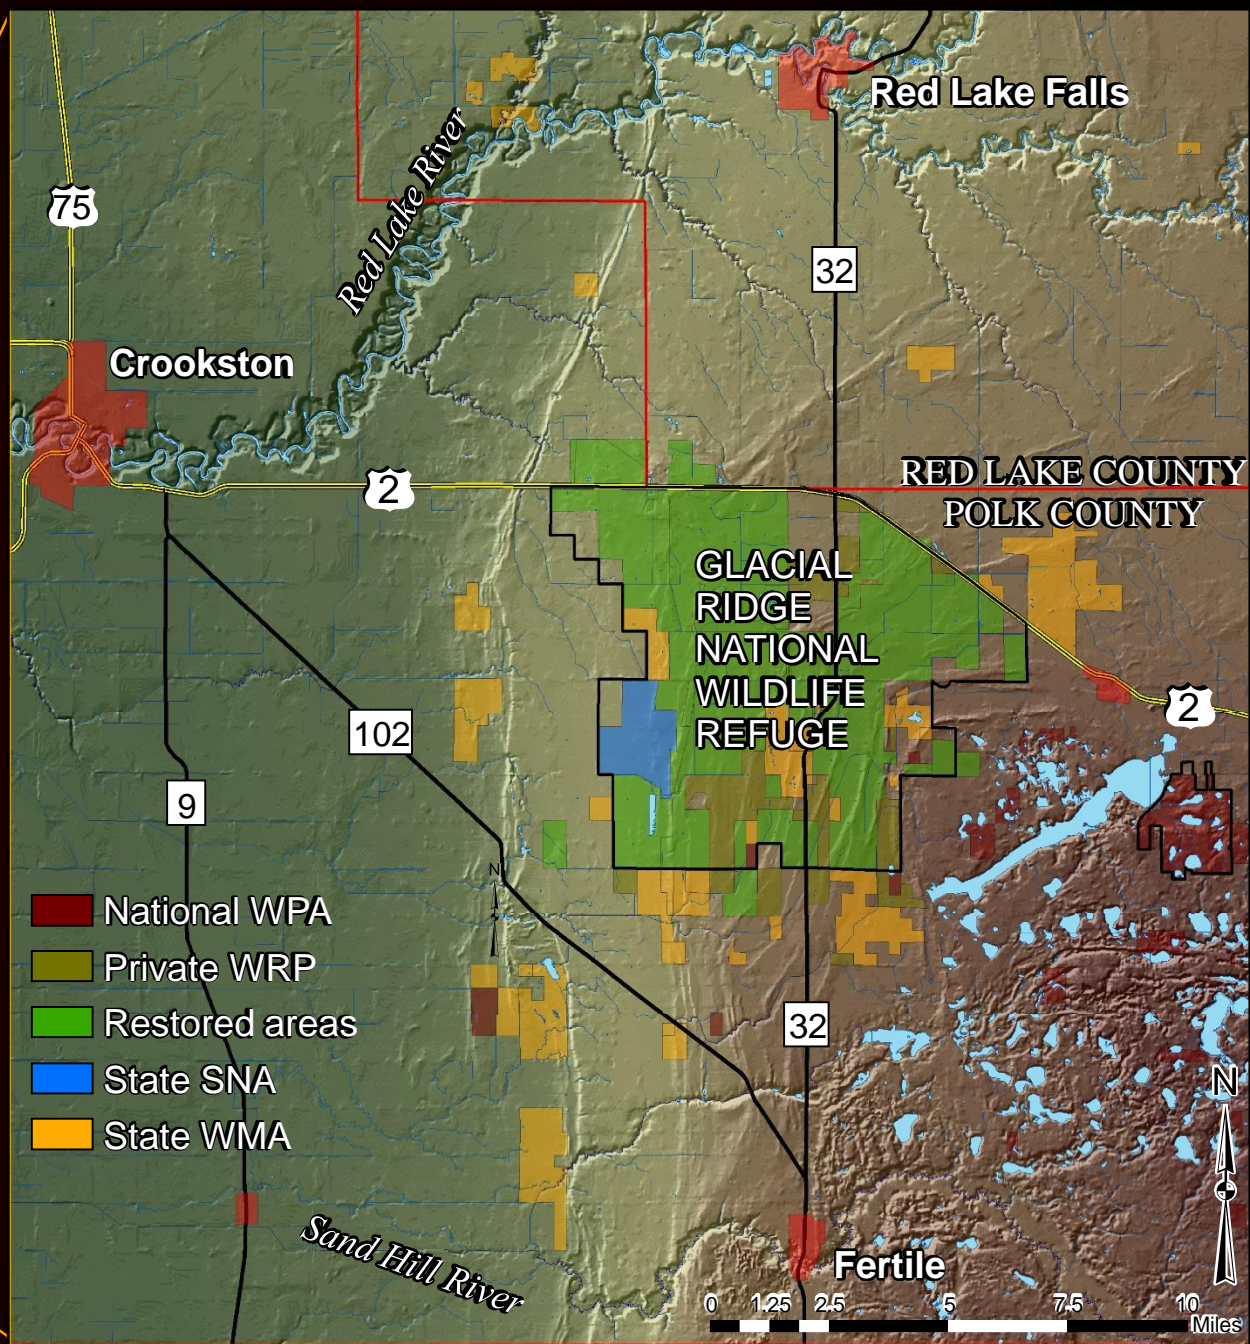 Red Lake Falls
Red Lake River
75
32
Crookston
RED LAKE COUNTY
2
POLK COUNTY
GLACIAL
RIDGE
NATIONAL
WILDLIFE
REFUGE
2
102
9
N
National WPA
Private WRP
Restored areas
State SNA
State WMA
32
N
Sand Hill River
Fertile
0 1.25 2.5 5 7.5 10
Miles